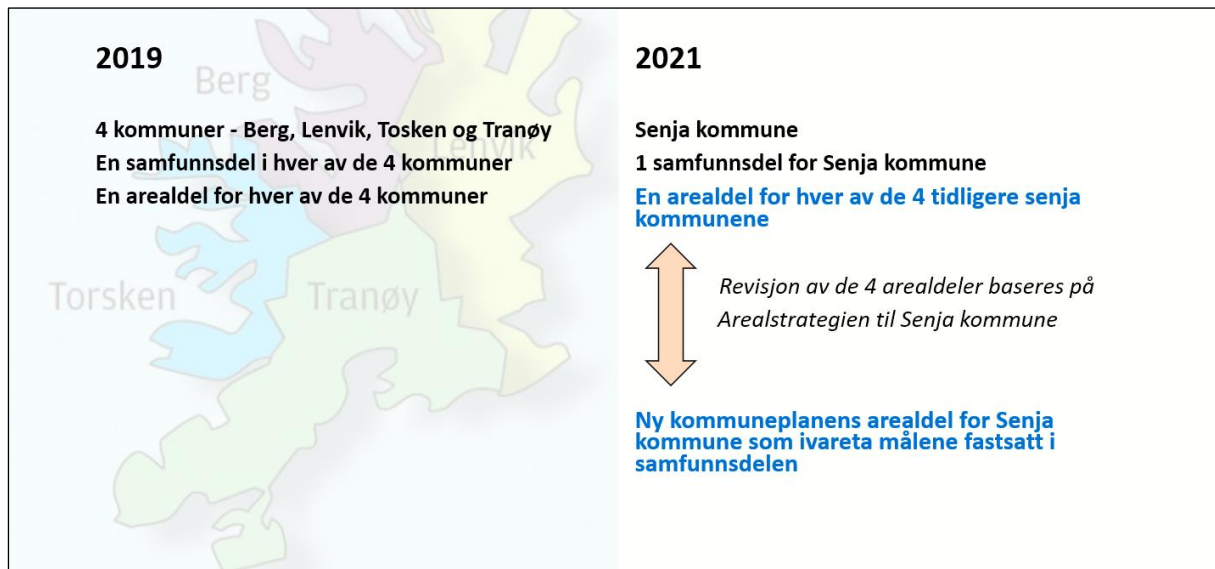 2019
Berg
4 kommuner - Berg, Lenvik, Tosken og Tranøy
Lenvik
En samfunnsdel i hver av de 4 kommuner
En arealdel for hver av de 4 kommuner
Torsken
Tranøy
2021
Senja kommune
1 samfunnsdel for Senja kommune
En arealdel for hver av de 4 tidligere senja
kommunene
Revisjon av de 4 arealdeler baseres på
Arealstrategien til Senja kommune
Ny kommuneplanens arealdel for Senja
kommune som ivareta målene fastsatt i
samfunnsdelen